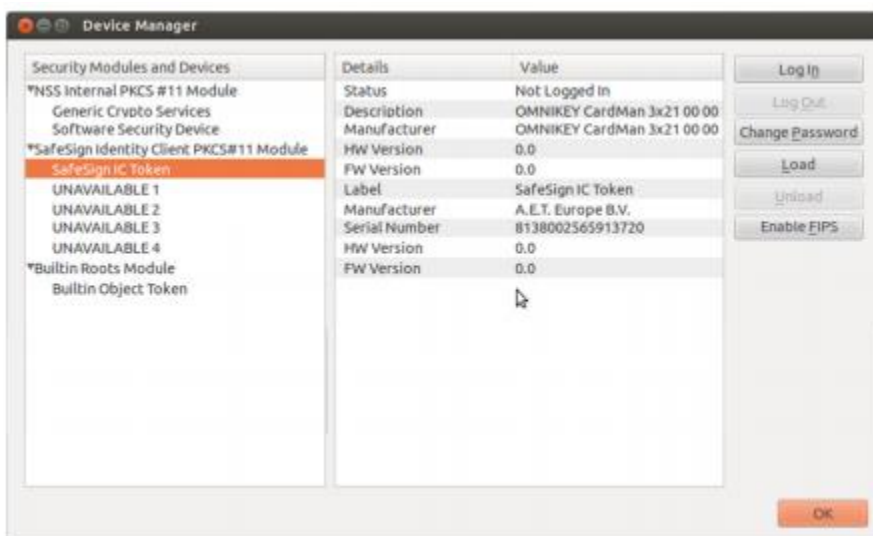 Device Manager
Security Modules and Devices
NSS Internal PKCS #11 Module
Generic Crypto Services
Software Security Device
SafeSign Identity Client PKCS#11 Module
SafeSign IC Token
UNAVAILABLE 1
UNAVAILABLE 2
UNAVAILABLE 3
UNAVAILABLE 4
Builtin Roots Module
Builtin Object Token
Details Value
Status Not Logged In
Description OMNIKEY CardMan 3x21 00 00
Manufacturer OMNIKEY CardMan 3x21 00 00
HW Version 0.0
FW Version 0.0
Label SafeSign IC Token
Manufacturer A.E.T. Europe B.V.
Serial Number 8138002565913720
HW Version 0.0
FW Version 0.0
Log In
Log Out
Change Password
Load
Unload
Enable FIPS
OK